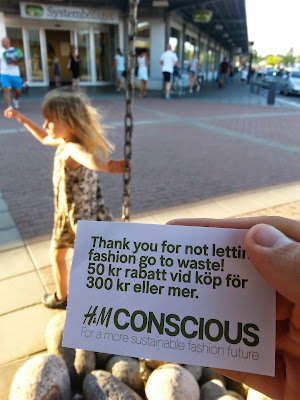 Systembolaget
Thank you for not lettin
fashion go to waste!
50 kr rabatt vid köp för
300 kr eller mer.
H&M CONSCIOUS
For a more sustainable fashion future